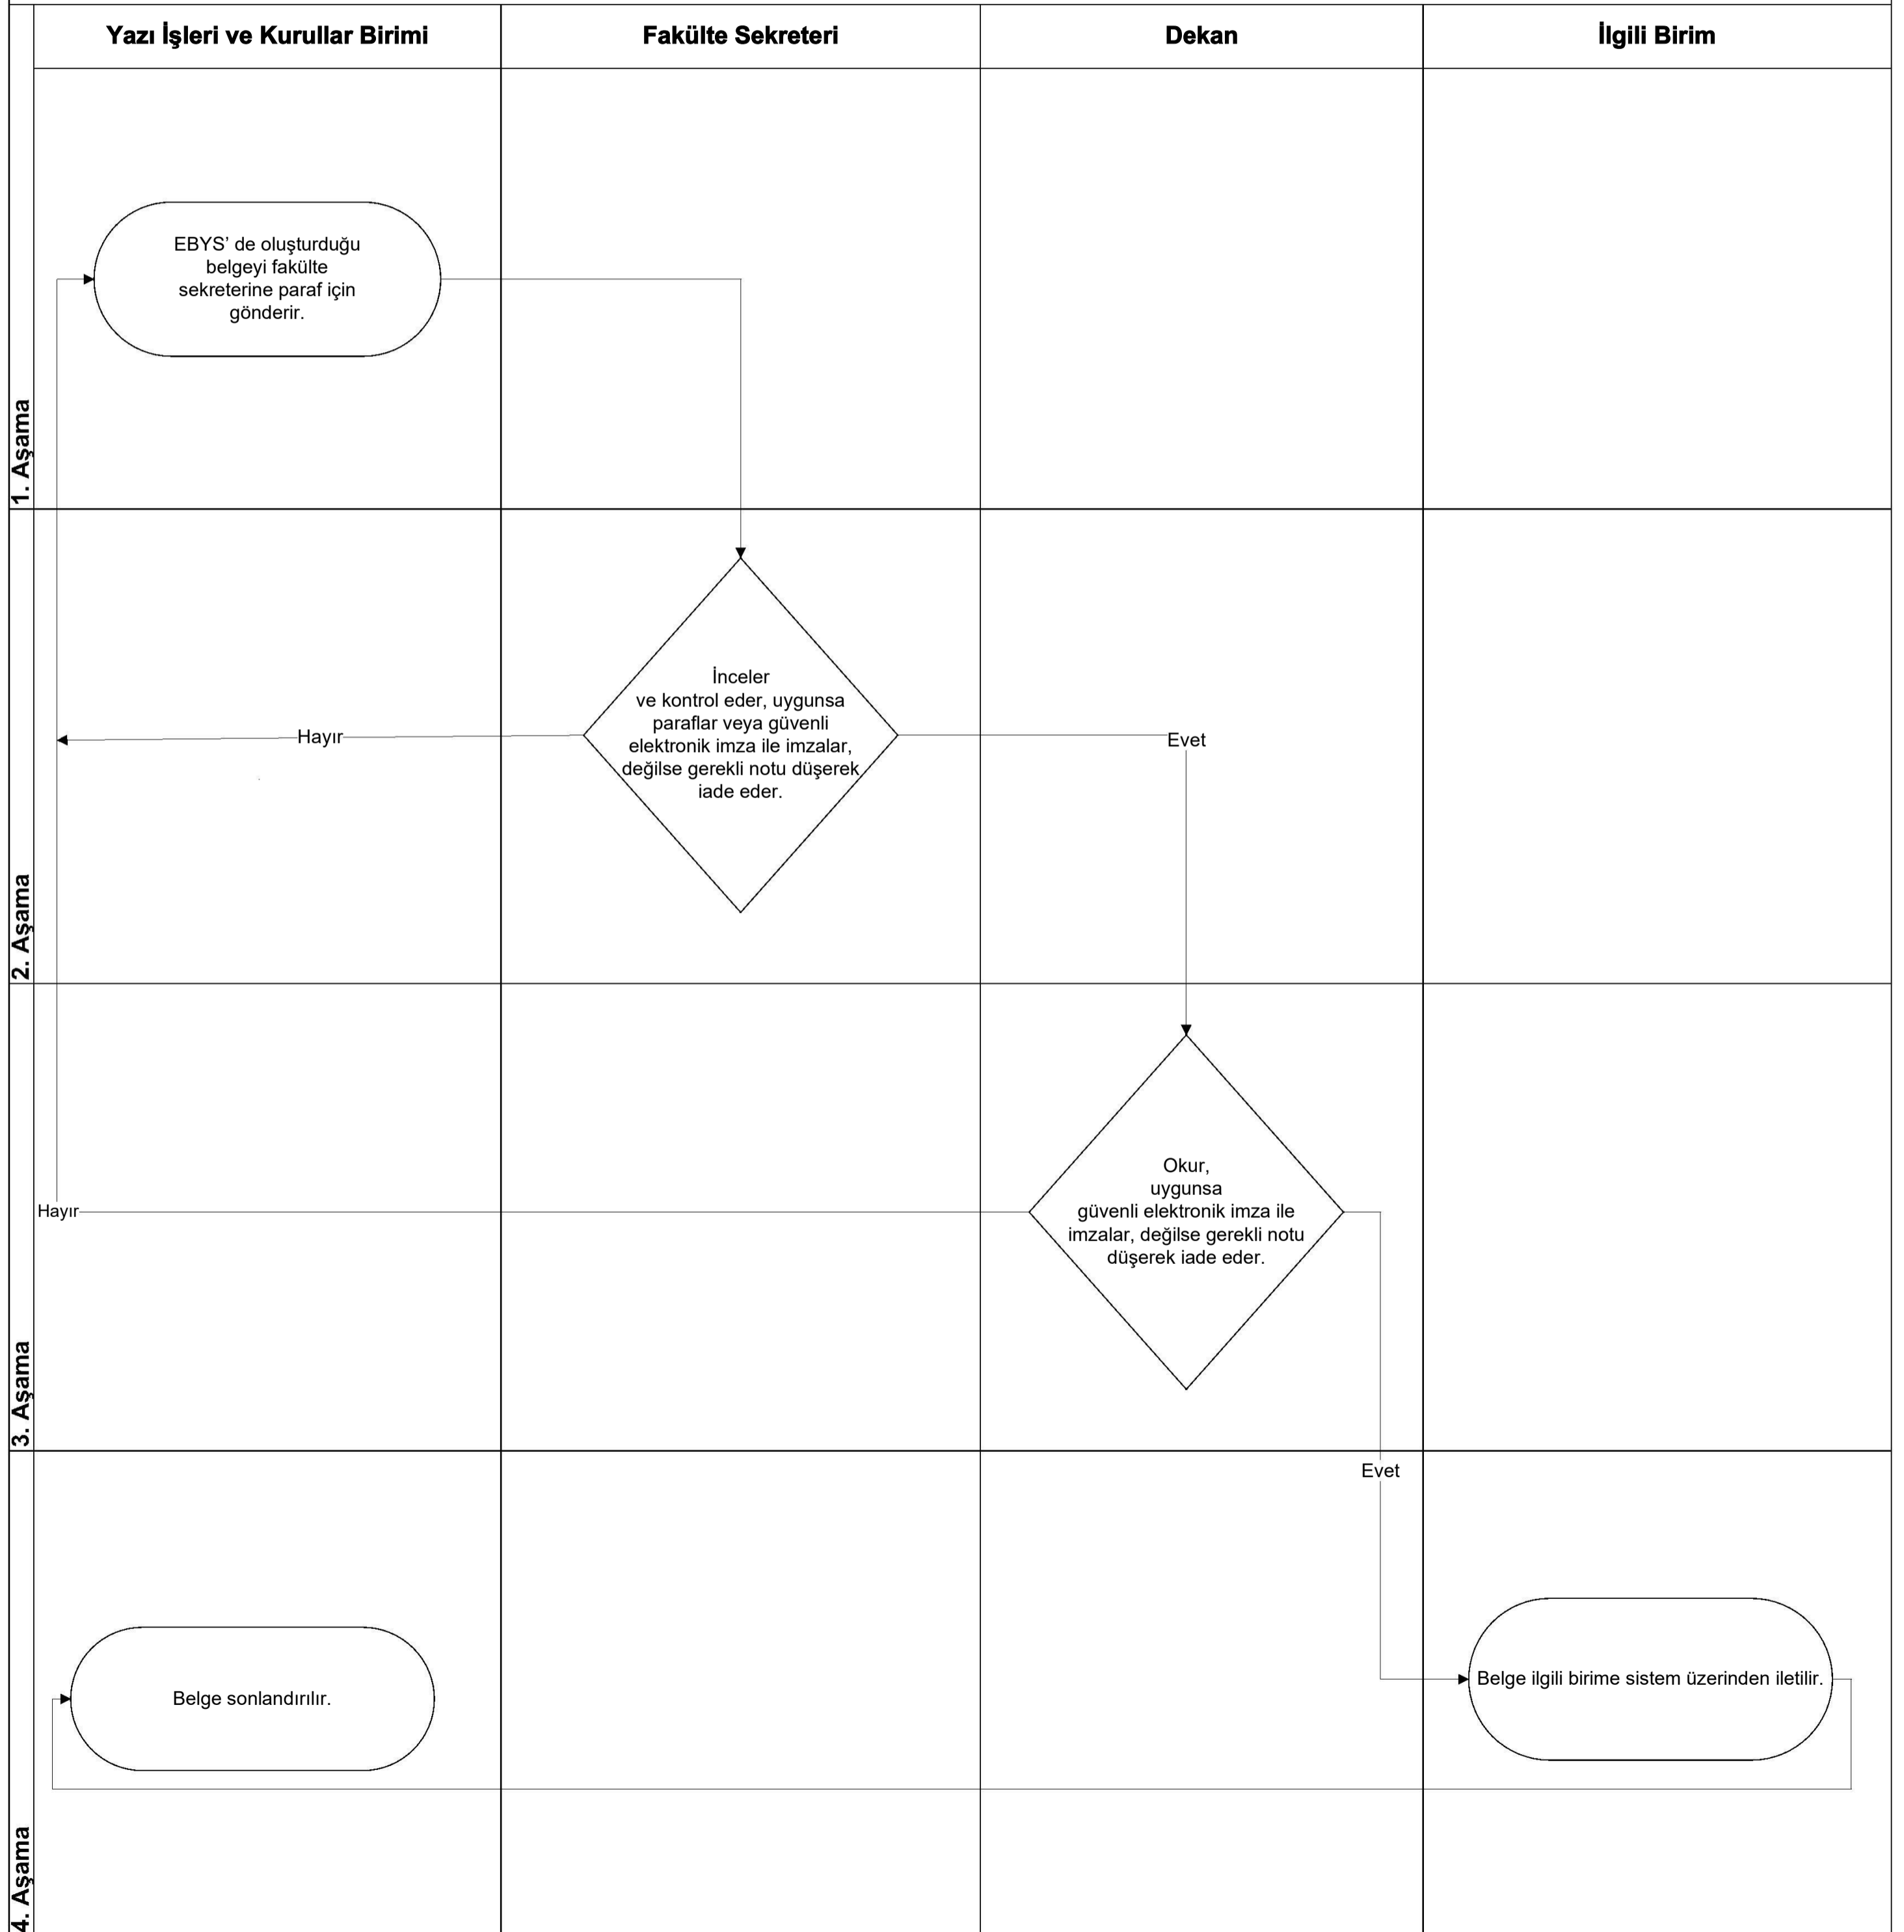 Yazı İşleri ve Kurullar Birimi
Fakülte Sekreteri
Dekan
İlgili Birim
1. Aşama
EBYS’ de oluşturduğu
belgeyi fakülte
sekreterine paraf için
gönderir.
2. Aşama
Hayır
İnceler
ve kontrol eder, uygunsa
paraflar veya güvenli
elektronik imza ile imzalar,
değilse gerekli notu düşerek
iade eder.
Evet
3. Aşama
Hayır
Okur,
uygunsa
güvenli elektronik imza ile
imzalar, değilse gerekli notu
düşerek iade eder.
4. Aşama
Evet
Belge sonlandırılır.
Belge ilgili birime sistem üzerinden iletilir.